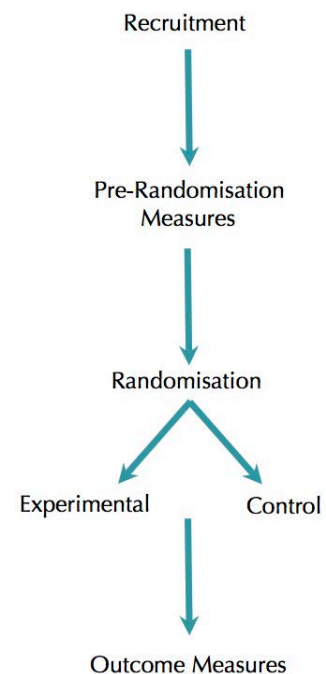 Recruitment
Pre-Randomisation
Measures
Randomisation
Experimental
Control
Outcome Measures